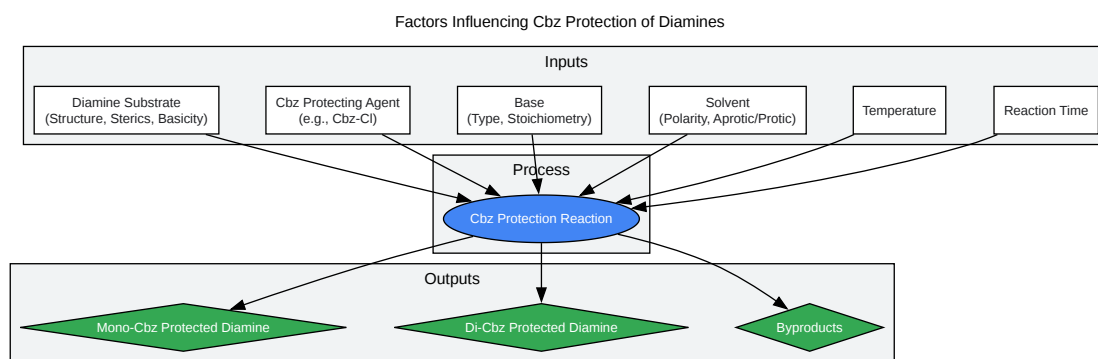 Factors Influencing Cbz Protection of Diamines
Inputs
Diamine Substrate
(Structure, Sterics, Basicity)
Cbz Protecting Agent
(e.g., Cbz-Cl)
Base
(Type, Stoichiometry)
Solvent
(Polarity, Aprotic/Protic)
Temperature
Reaction Time
Process
Cbz Protection Reaction
Outputs
Mono-Cbz Protected Diamine
Di-Cbz Protected Diamine
Byproducts